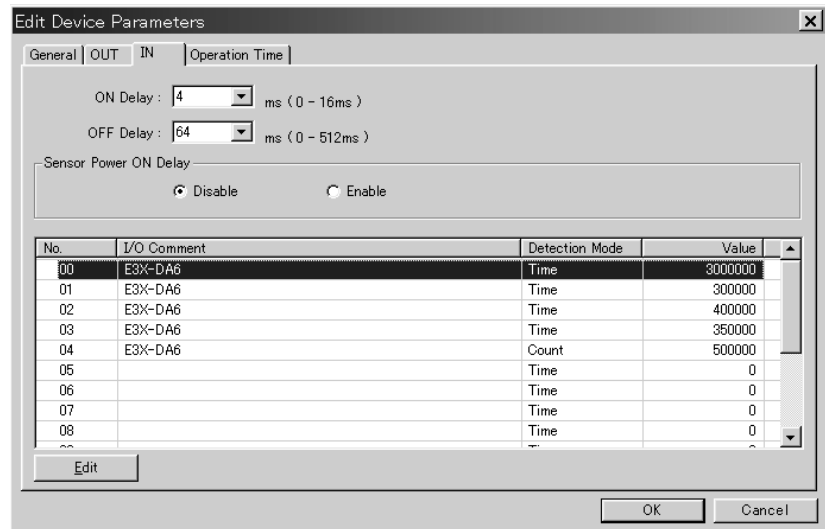 Edit Device Parameters
General OUT IN Operation Time
ON Delay : 4 ms ( 0 - 16ms )
OFF Delay : 64 ms ( 0 - 512ms )
Sensor Power ON Delay
Disable Enable
No. I/O Comment Detection Mode Value
00 E3X-DA6 Time 3000000
01 E3X-DA6 Time 300000
02 E3X-DA6 Time 400000
03 E3X-DA6 Time 350000
04 E3X-DA6 Count 500000
05 Time 0
06 Time 0
07 Time 0
08 Time 0
Edit
OK Cancel